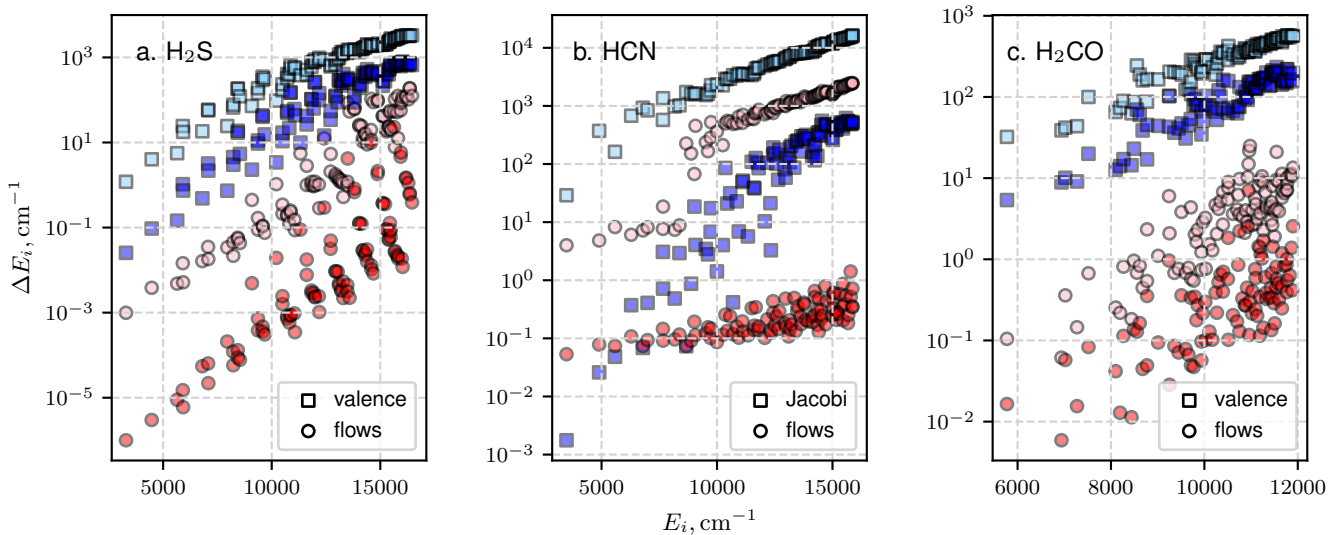 a. H₂S
10³
10¹
10⁻¹
10⁻³
10⁻⁵
ΔEᵢ, cm⁻¹
5000 10000 15000
valence
flows
b. HCN
10⁴
10³
10²
10¹
10⁰
10⁻¹
10⁻²
10⁻³
5000 10000 15000
Jacobi
flows
Eᵢ, cm⁻¹
c. H₂CO
10³
10²
10¹
10⁰
10⁻¹
10⁻²
6000 8000 10000 12000
valence
flows